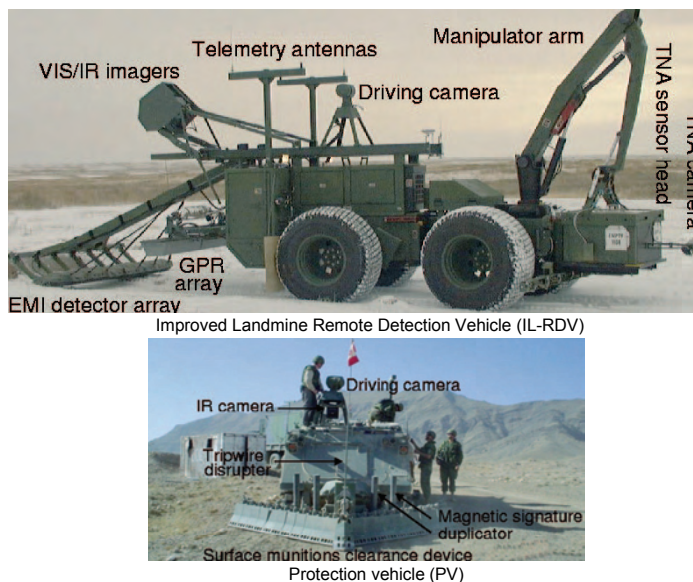 Manipulator arm
Telemetry antennas
VIS/IR imagers
Driving camera
TNA sensor head
TNA camera
GPR
array
EMI detector array
Improved Landmine Remote Detection Vehicle (IL-RDV)
Driving camera
IR camera
Tripwire
disrupter
Magnetic signature
duplicator
Surface munitions clearance device
Protection vehicle (PV)